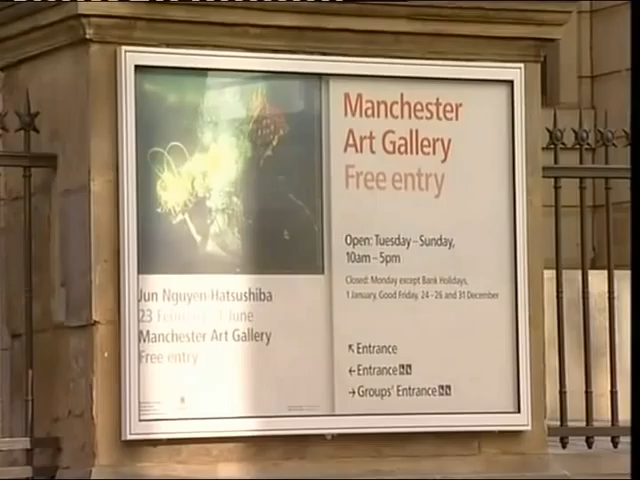 Manchester
Art Gallery
Free entry
Open: Tuesday–Sunday,
10am–5pm
Closed: Monday except Bank Holidays,
1 January, Good Friday, 24-26 and 31 December
↖ Entrance
← Entrance
→ Groups' Entrance
Jun Nguyen-Hatsushiba
23 June
Manchester Art Gallery
Free entry